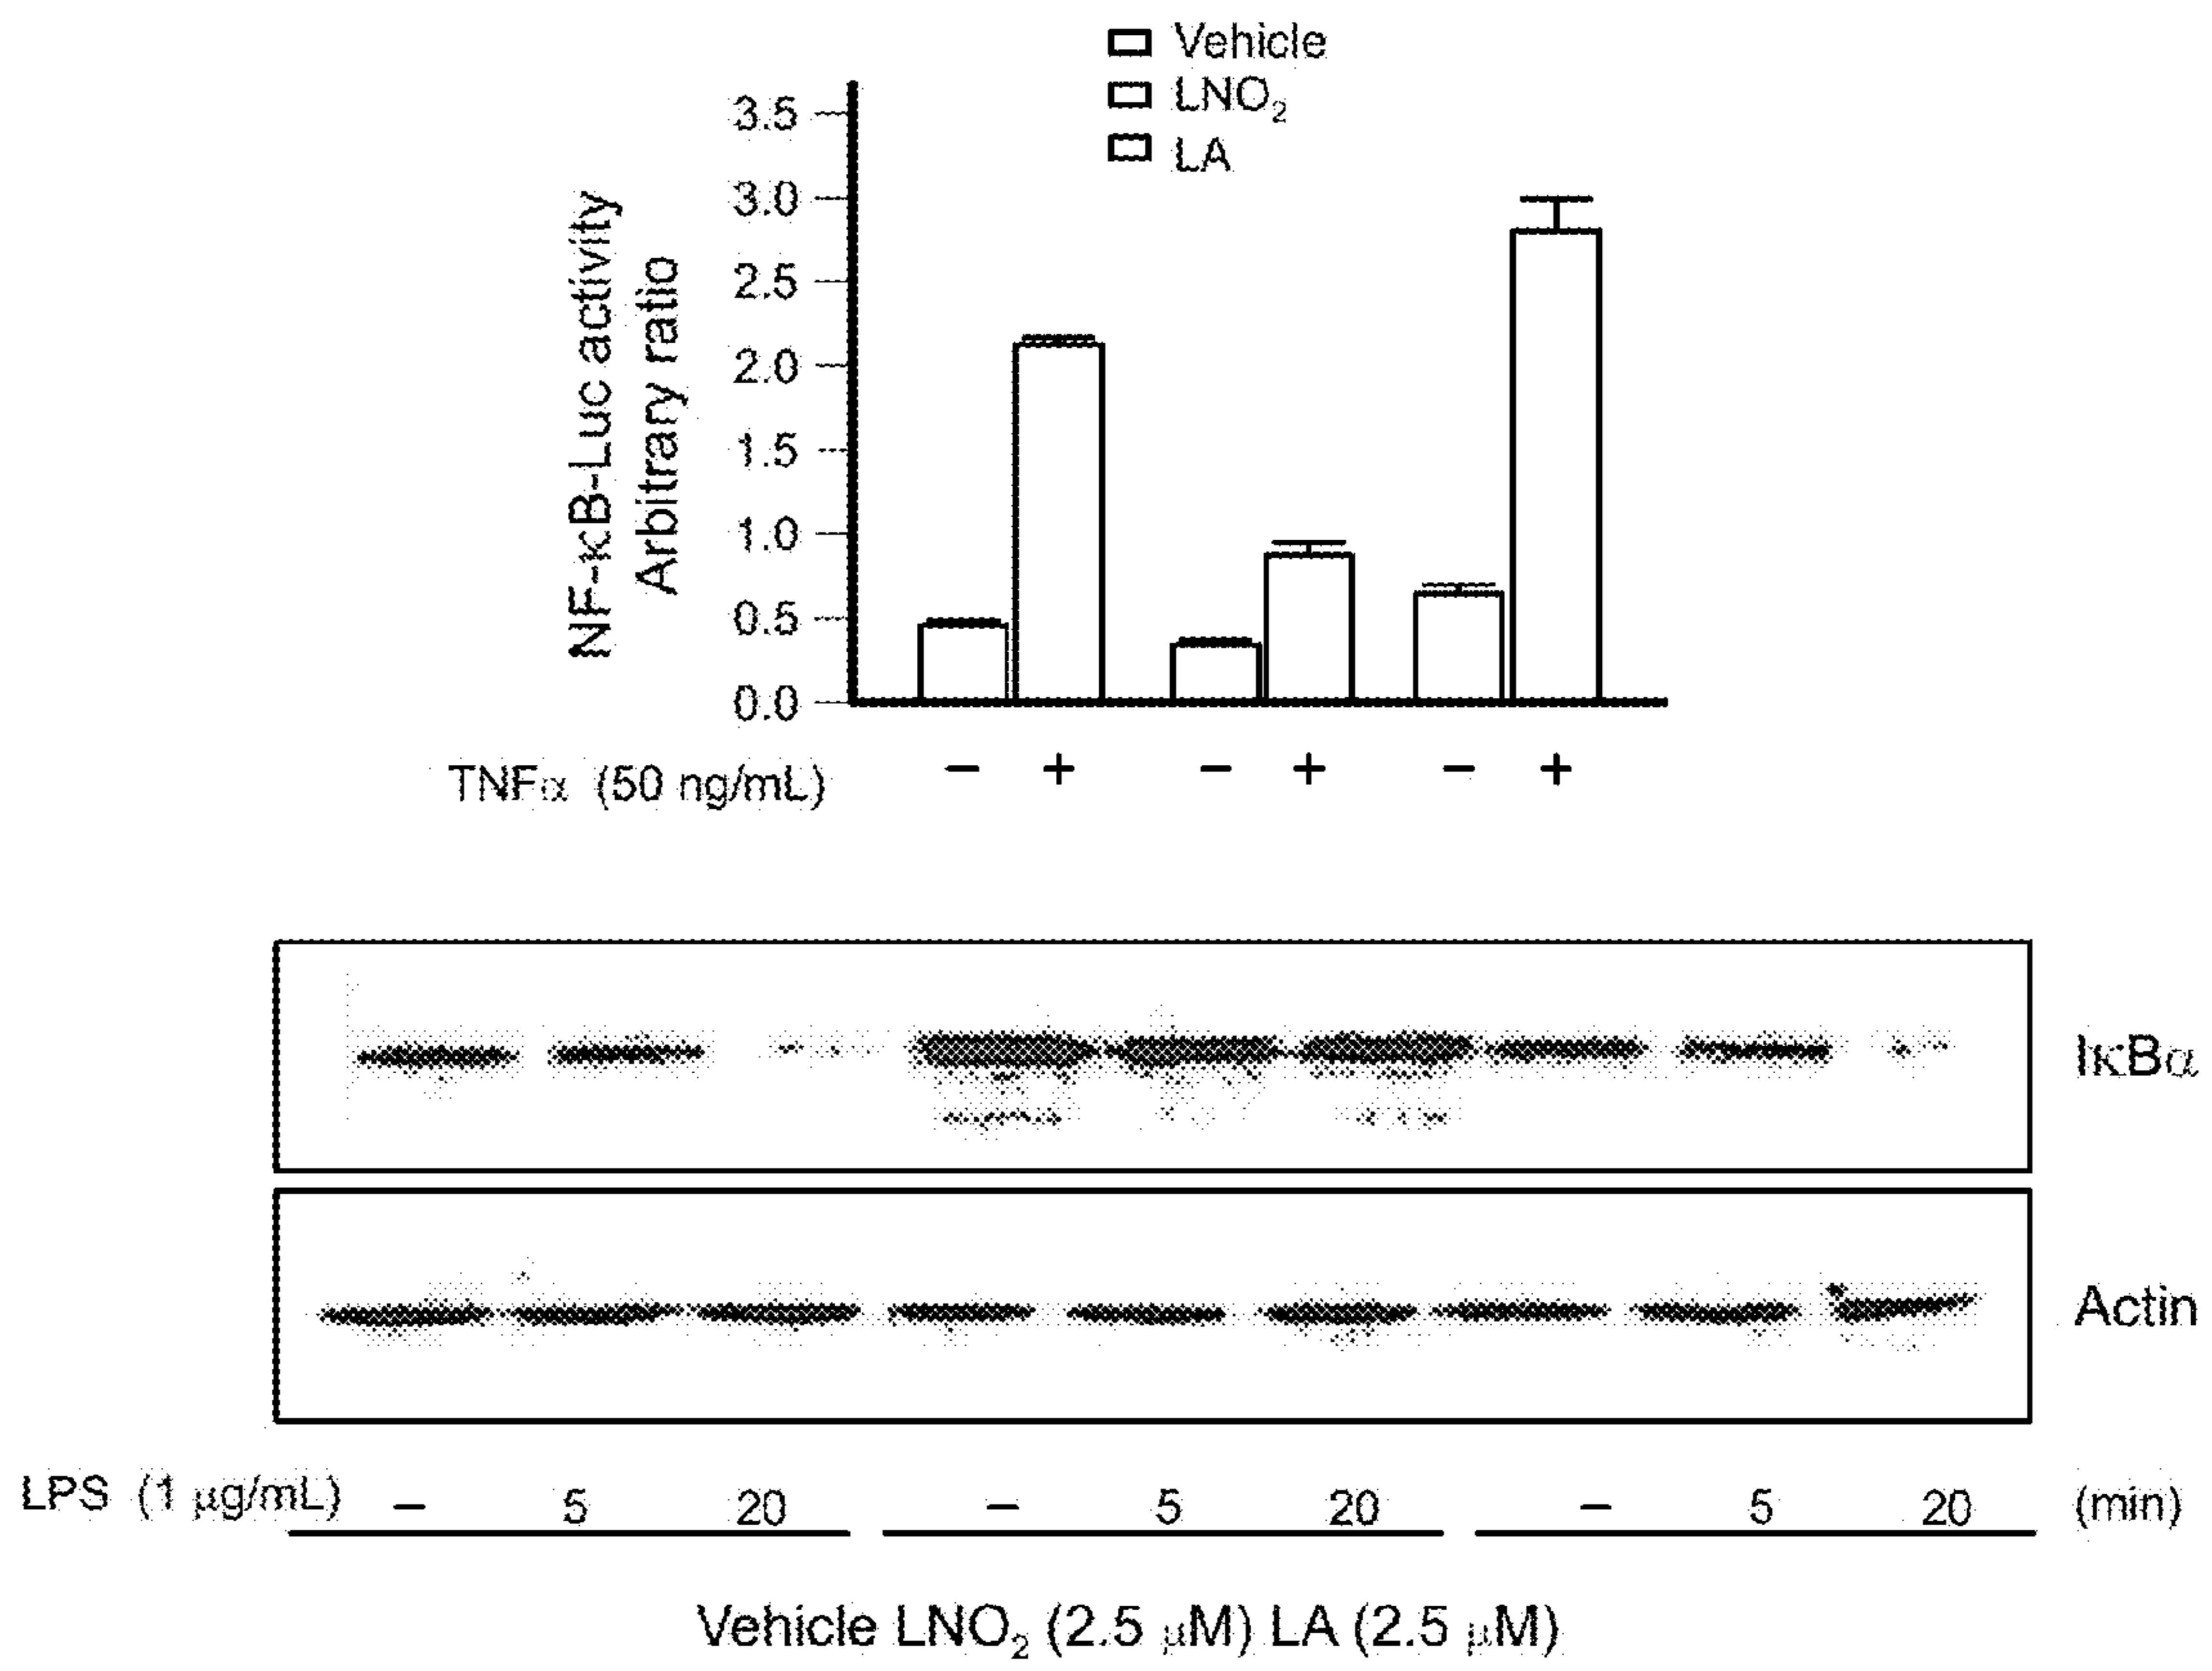 Vehicle
LNO₂
LA
NF-κB-Luc activity
Arbitrary ratio
3.5
3.0
2.5
2.0
1.5
1.0
0.5
0.0
TNFα (50 ng/mL) − + − + − +
IκBα
Actin
LPS (1 µg/mL) − 5 20 − 5 20 − 5 20 (min)
Vehicle LNO₂ (2.5 µM) LA (2.5 µM)